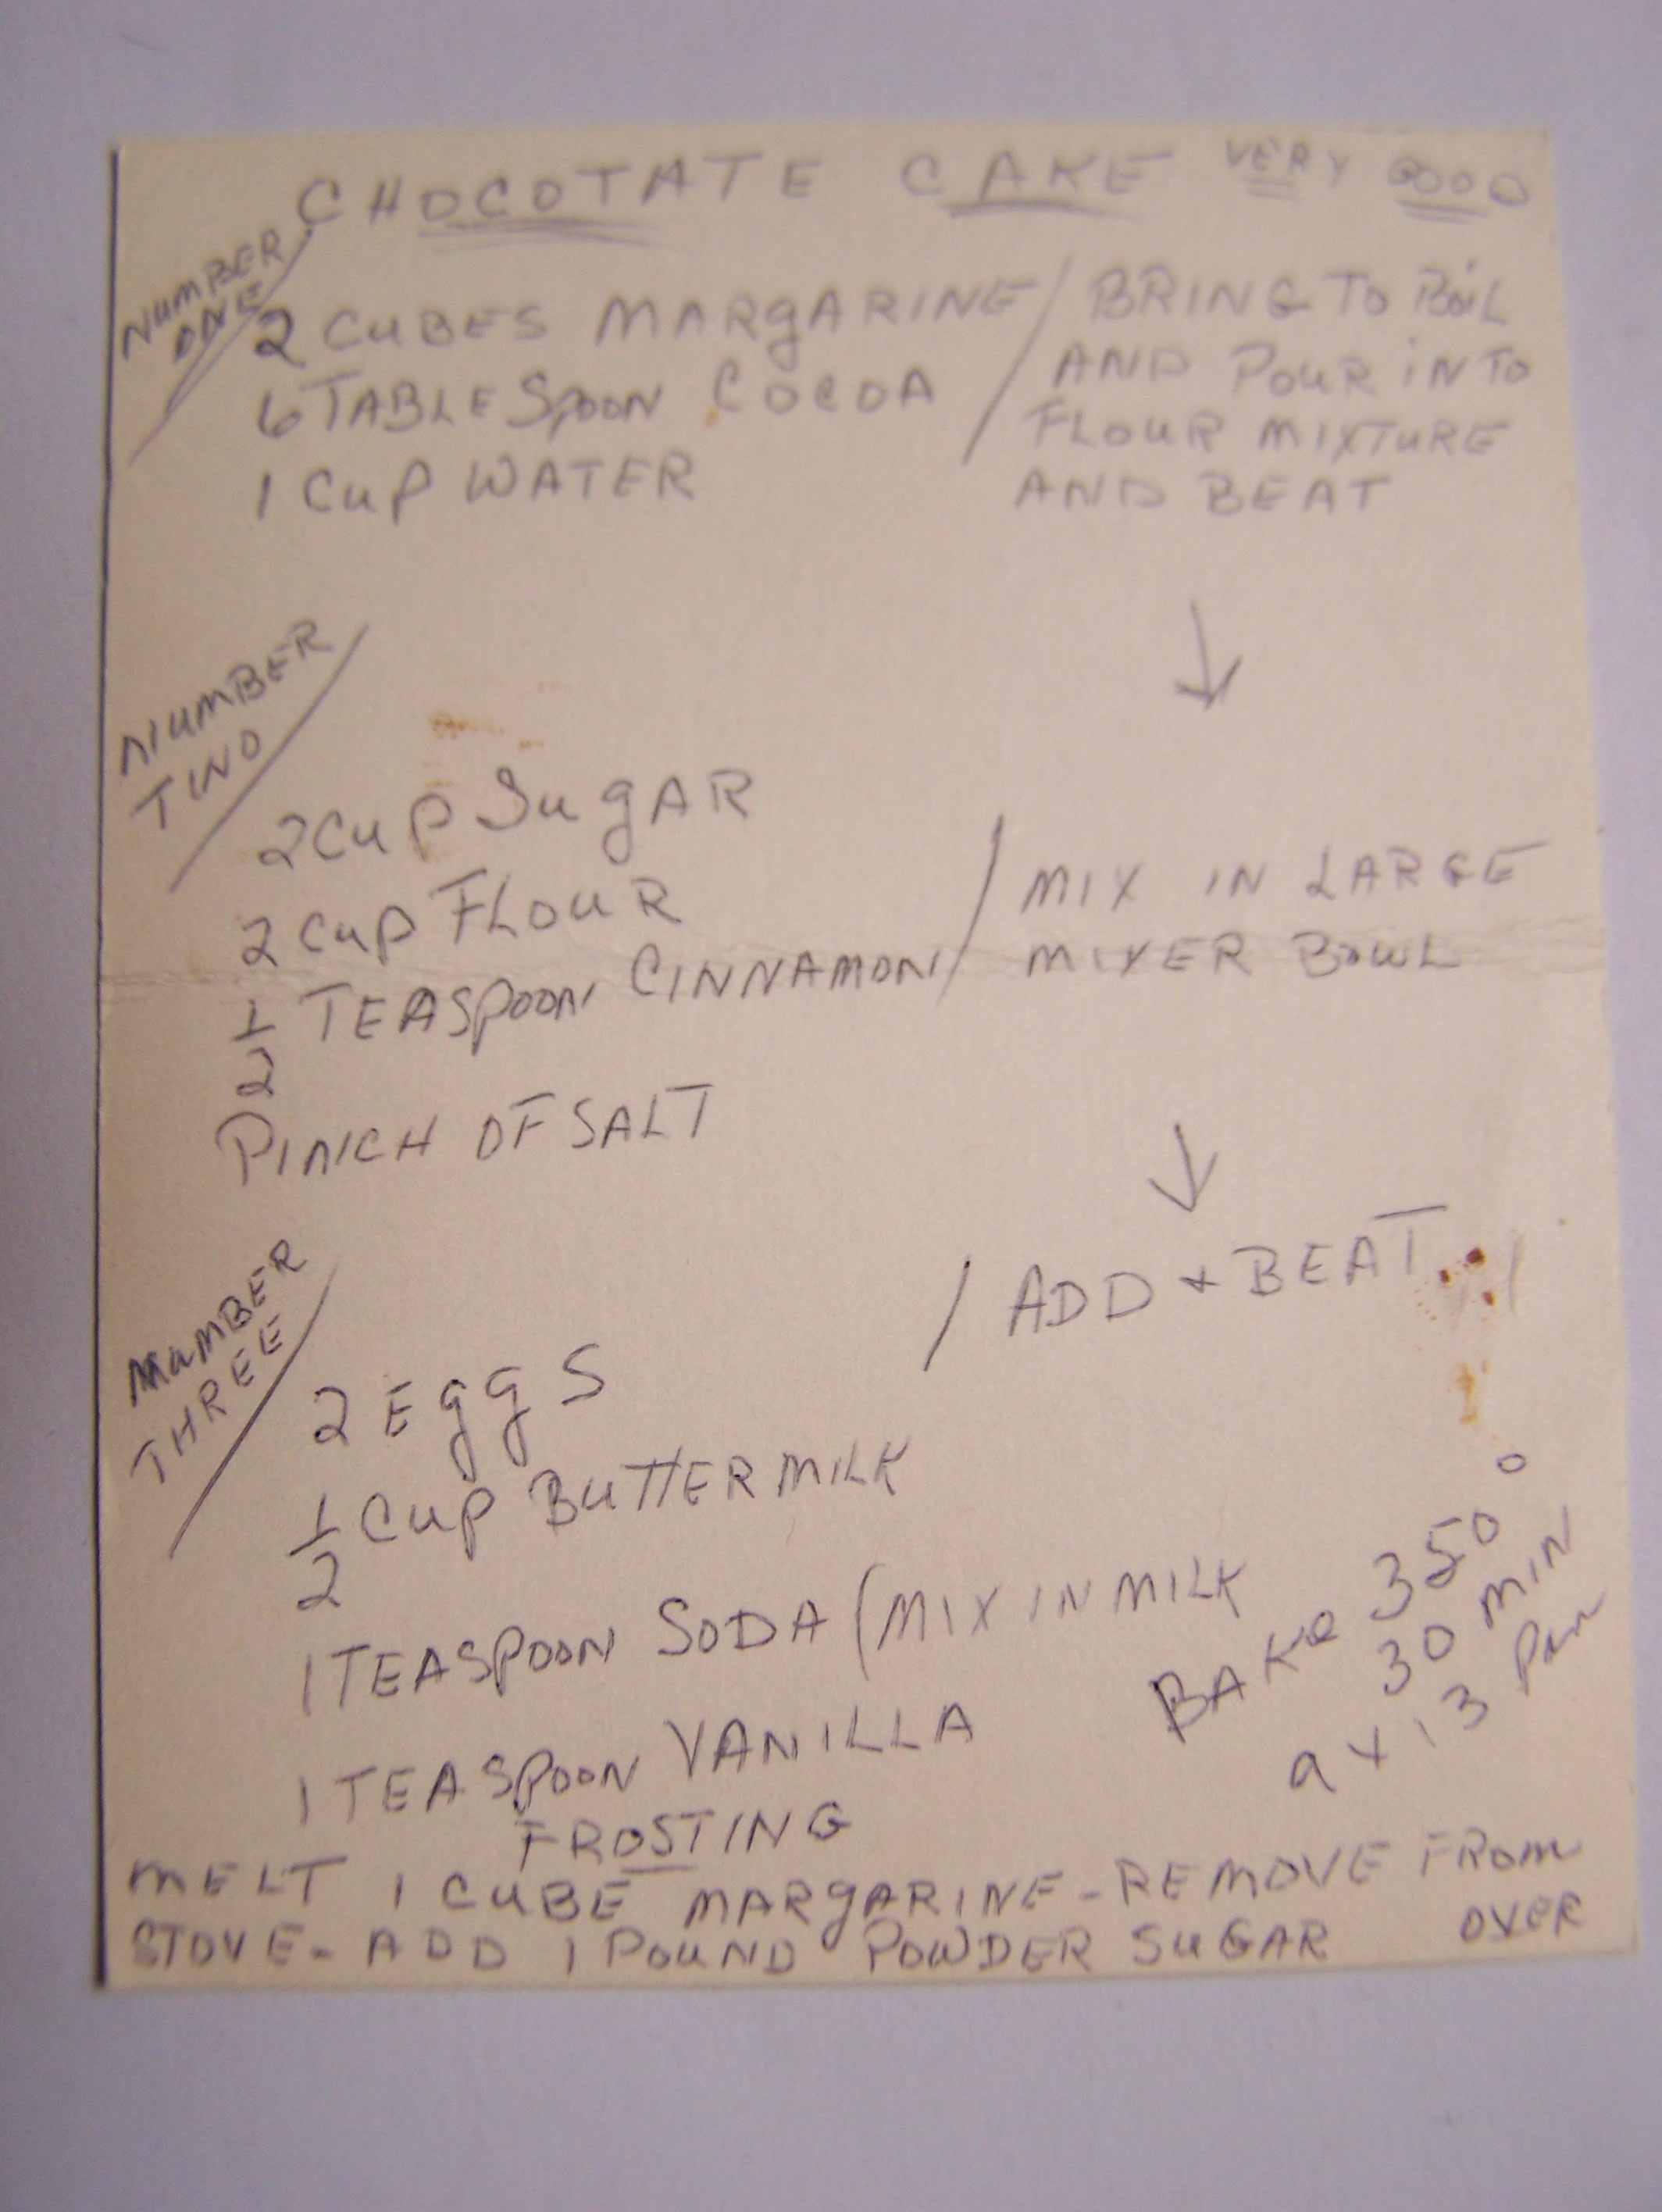 CHOCOTATE CAKE VERY GOOD
NUMBER
ONE
2 CUBES MARGARINE / BRING TO BOIL
6 TABLESPOON COCOA / AND POUR INTO
FLOUR MIXTURE
1 CUP WATER AND BEAT
↓
NUMBER
TWO
2 CUP SUGAR
2 CUP FLOUR / MIX IN LARGE
1/2 TEASPOON CINNAMON / MIXER BOWL
PINCH OF SALT
↓
/ ADD + BEAT
NUMBER
THREE
2 EGGS
1/2 CUP BUTTERMILK
1 TEASPOON SODA (MIX IN MILK
1 TEASPOON VANILLA
BAKe 350°
30 MIN
9 x 13 PAN
FROSTING
MELT 1 CUBE MARGARINE - REMOVE FROM
STOVE - ADD 1 POUND POWDER SUGAR OVER